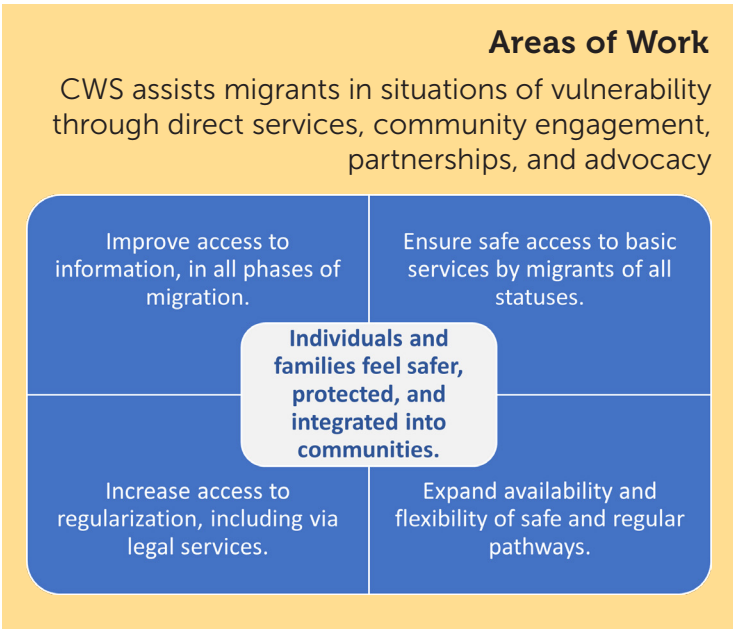 Areas of Work
CWS assists migrants in situations of vulnerability
through direct services, community engagement,
partnerships, and advocacy
Improve access to
information, in all phases of
migration.
Ensure safe access to basic
services by migrants of all
statuses.
Individuals and
families feel safer,
protected, and
integrated into
communities.
Increase access to
regularization, including via
legal services.
Expand availability and
flexibility of safe and regular
pathways.